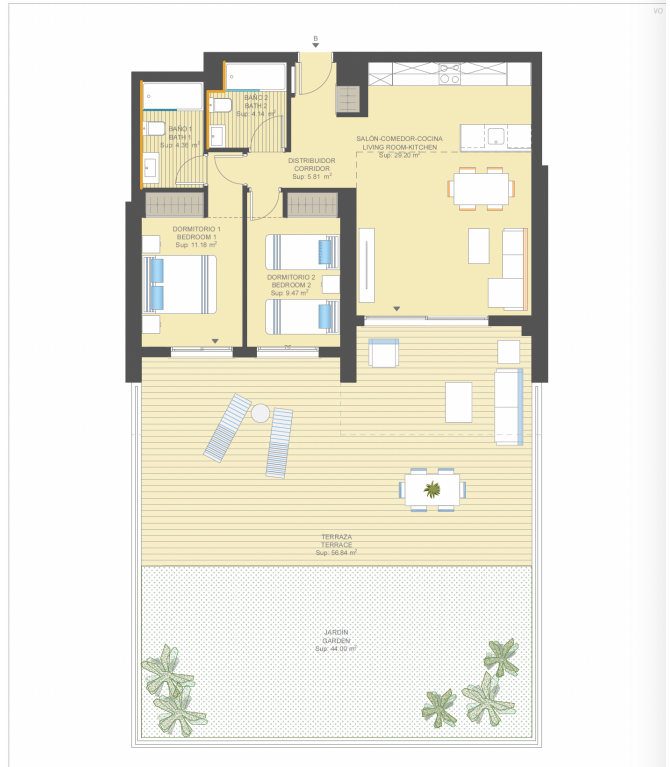 VO
B
BAÑO 2
BATH 2
Sup: 4.14 m²
BAÑO 1
BATH 1
Sup: 4.36 m²
SALÓN-COMEDOR-COCINA
LIVING ROOM-KITCHEN
Sup: 29.20 m²
DISTRIBUIDOR
CORRIDOR
Sup: 5.81 m²
DORMITORIO 1
BEDROOM 1
Sup: 11.16 m²
DORMITORIO 2
BEDROOM 2
Sup: 9.47 m²
TERRAZA
TERRACE
Sup: 56.84 m²
JARDÍN
GARDEN
Sup: 44.00 m²